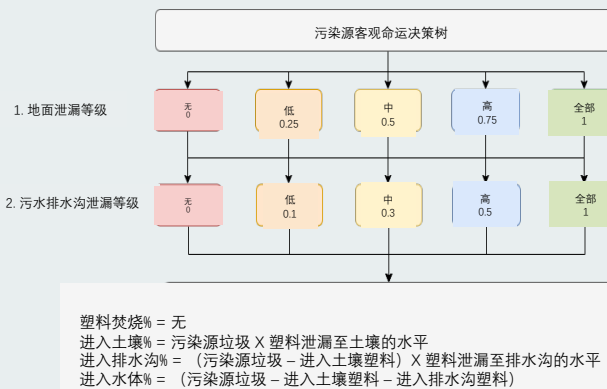 污染源客观命运决策树
1. 地面泄漏等级
无
0
低
0.25
中
0.5
高
0.75
全部
1
2. 污水排水沟泄漏等级
无
0
低
0.1
中
0.3
高
0.5
全部
1
塑料焚烧% = 无
进入土壤% = 污染源垃圾 X 塑料泄漏至土壤的水平
进入排水沟% = （污染源垃圾 – 进入土壤塑料）X 塑料泄漏至排水沟的水平
进入水体% = （污染源垃圾 – 进入土壤塑料 – 进入排水沟塑料）